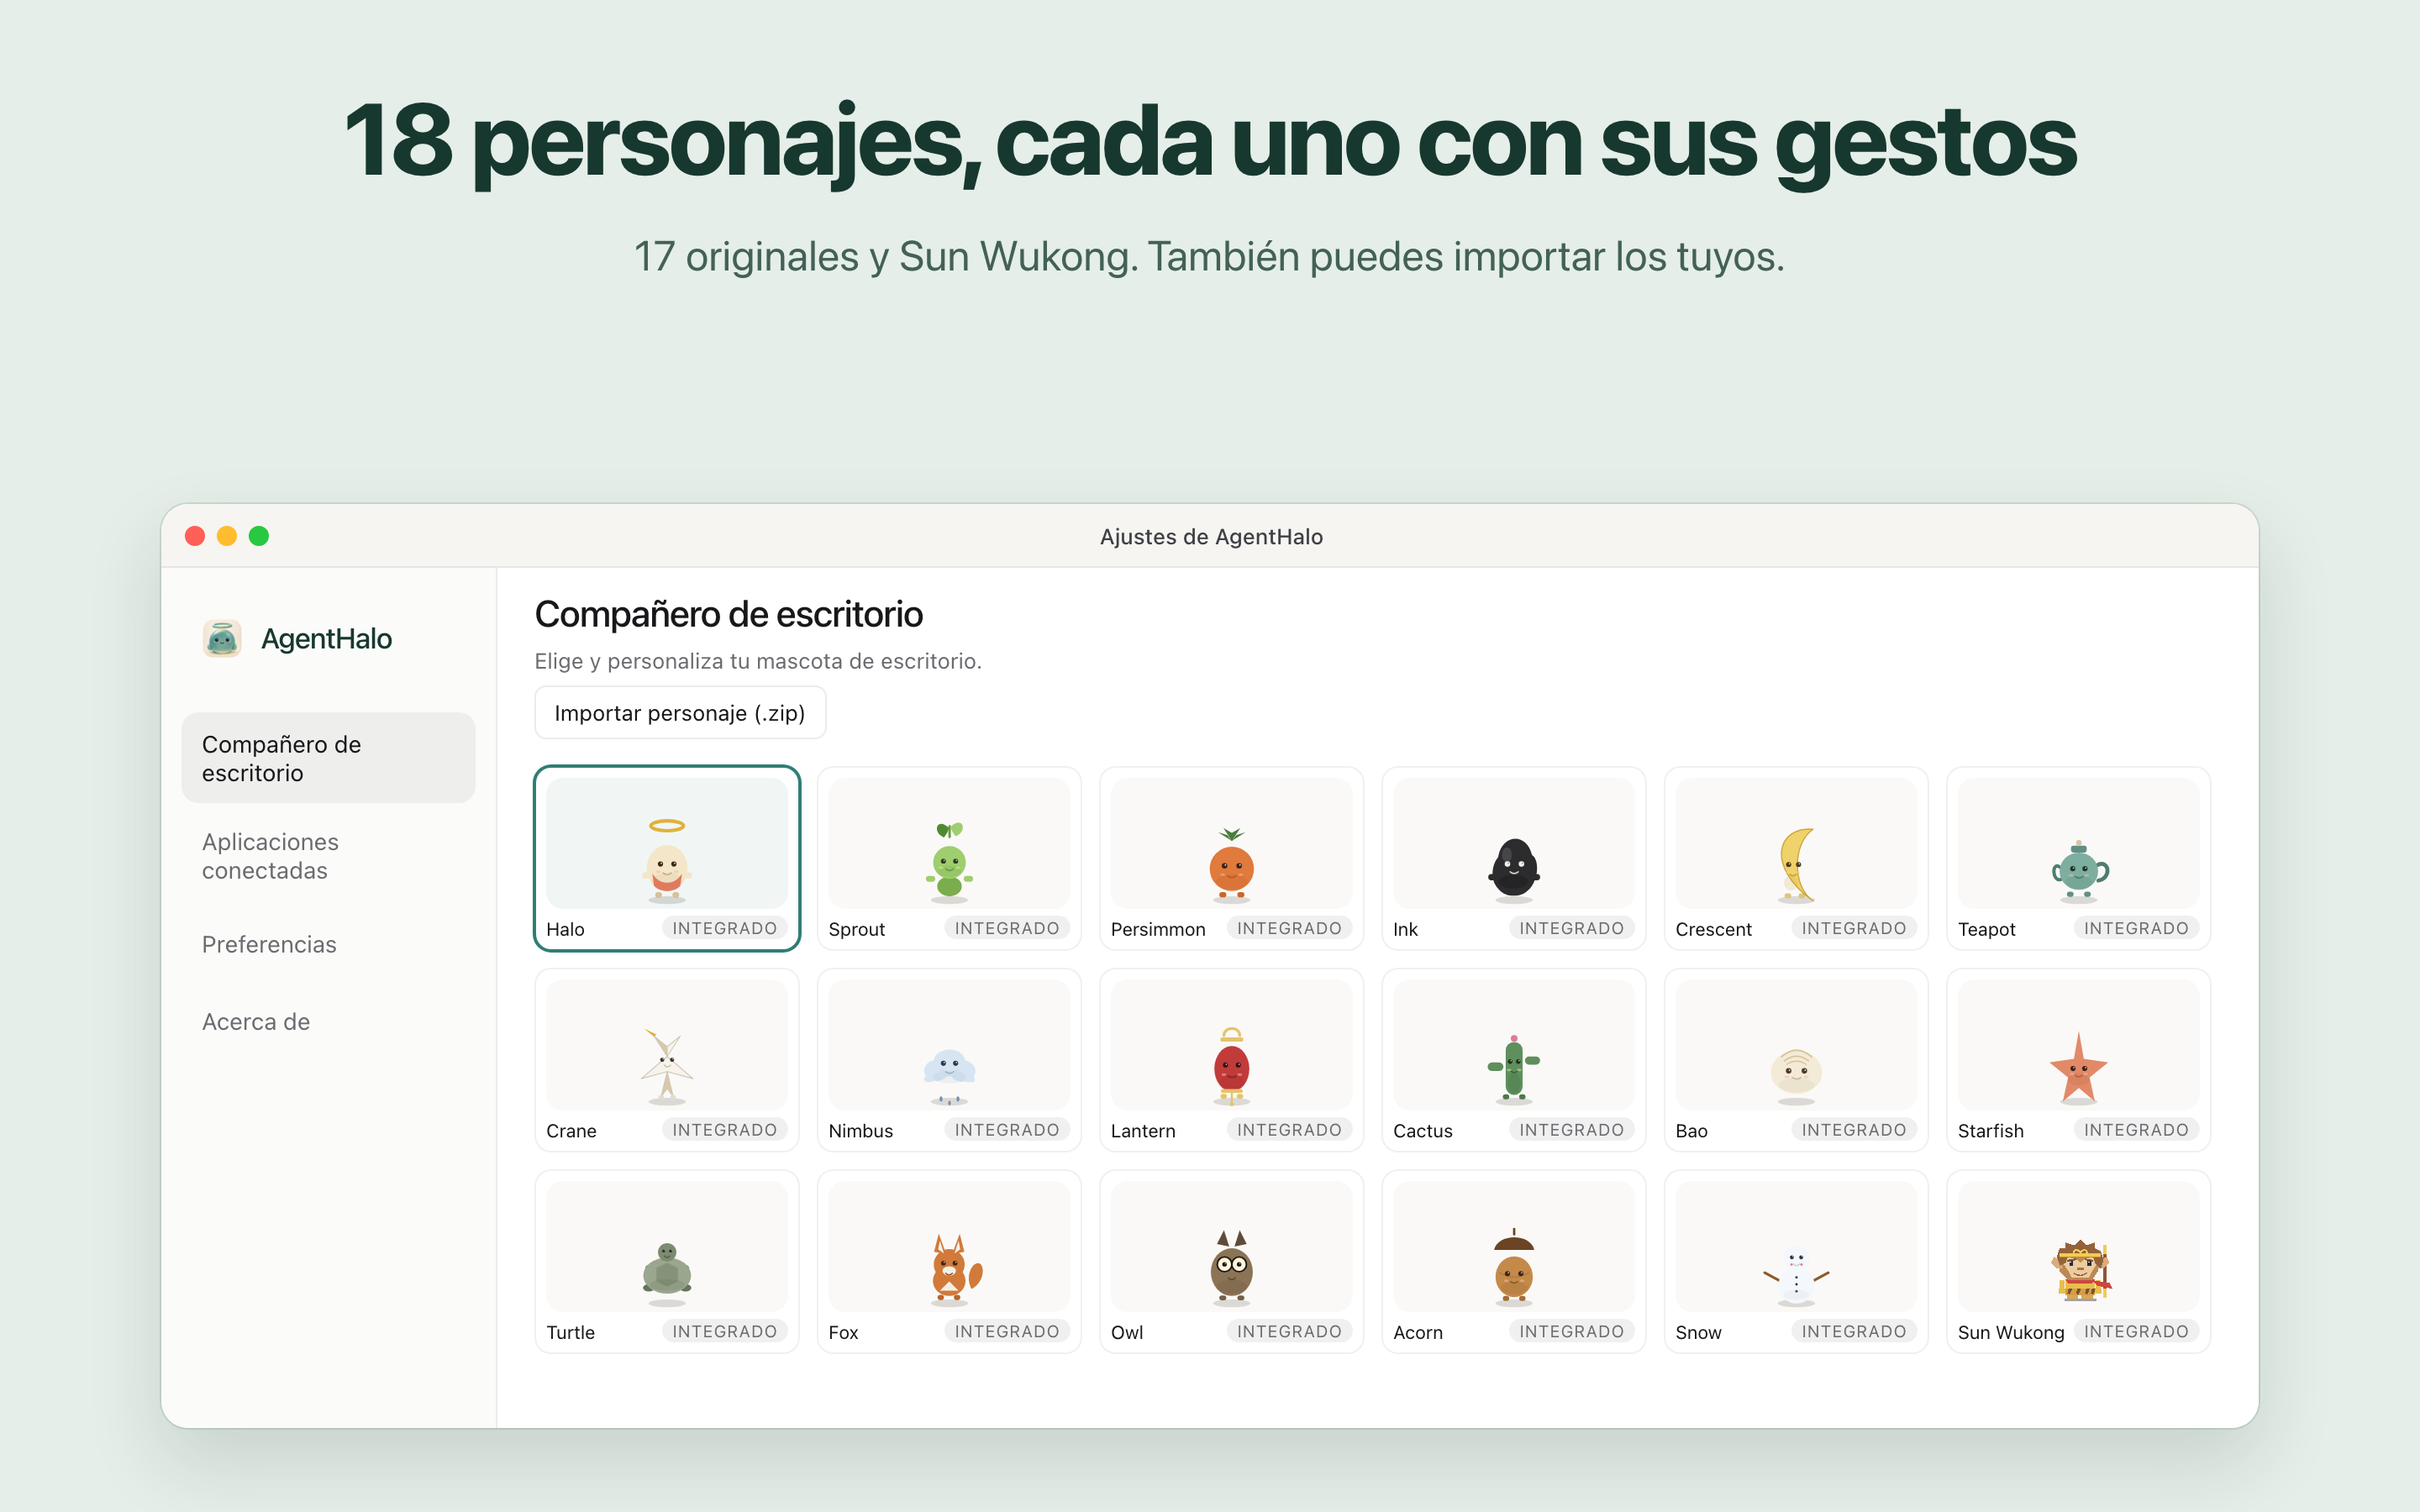 18 personajes, cada uno con sus gestos
17 originales y Sun Wukong. También puedes importar los tuyos.
Ajustes de AgentHalo
AgentHalo
Compañero de
escritorio
Aplicaciones
conectadas
Preferencias
Acerca de
Compañero de escritorio
Elige y personaliza tu mascota de escritorio.
Importar personaje (.zip)
Halo INTEGRADO
Sprout INTEGRADO
Persimmon INTEGRADO
Ink INTEGRADO
Crescent INTEGRADO
Teapot INTEGRADO
Crane INTEGRADO
Nimbus INTEGRADO
Lantern INTEGRADO
Cactus INTEGRADO
Bao INTEGRADO
Starfish INTEGRADO
Turtle INTEGRADO
Fox INTEGRADO
Owl INTEGRADO
Acorn INTEGRADO
Snow INTEGRADO
Sun Wukong INTEGRADO